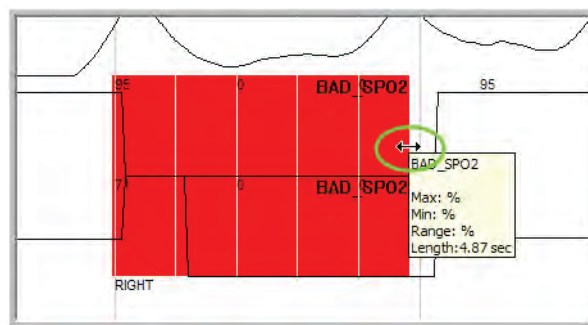 95 0 BAD_SPO2 95
BAD_SPO2
7 0 BAD_SPO2
Max: %
Min: %
Range: %
Length:4.87 sec
RIGHT